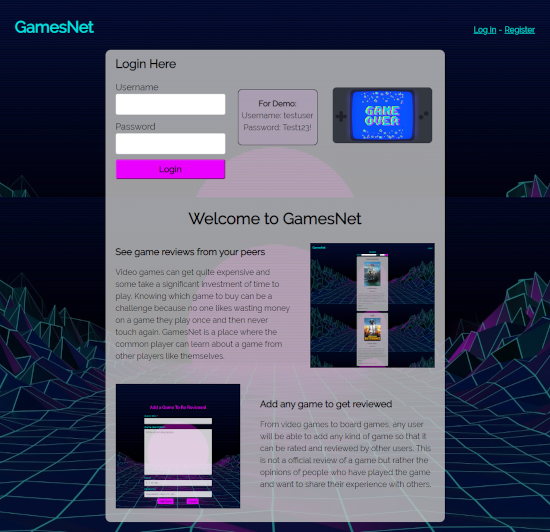 GamesNet
Log in - Register
Login Here
Username
Password
Login
For Demo:
Username: testuser
Password: Test123!
GAME
OVER
Welcome to GamesNet
See game reviews from your peers
Video games can get quite expensive and
some take a significant investment of time to
play. Knowing which game to buy can be a
challenge because no one likes wasting money
on a game they play once and then never
touch again. GamesNet is a place where the
common player can learn about a game from
other players like themselves.
GamesNet
Add a Game To Be Reviewed
Add any game to get reviewed
From video games to board games, any user
will be able to add any kind of game so that it
can be rated and reviewed by other users. This
is not a official review of a game but rather the
opinions of people who have played the game
and want to share their experience with others.